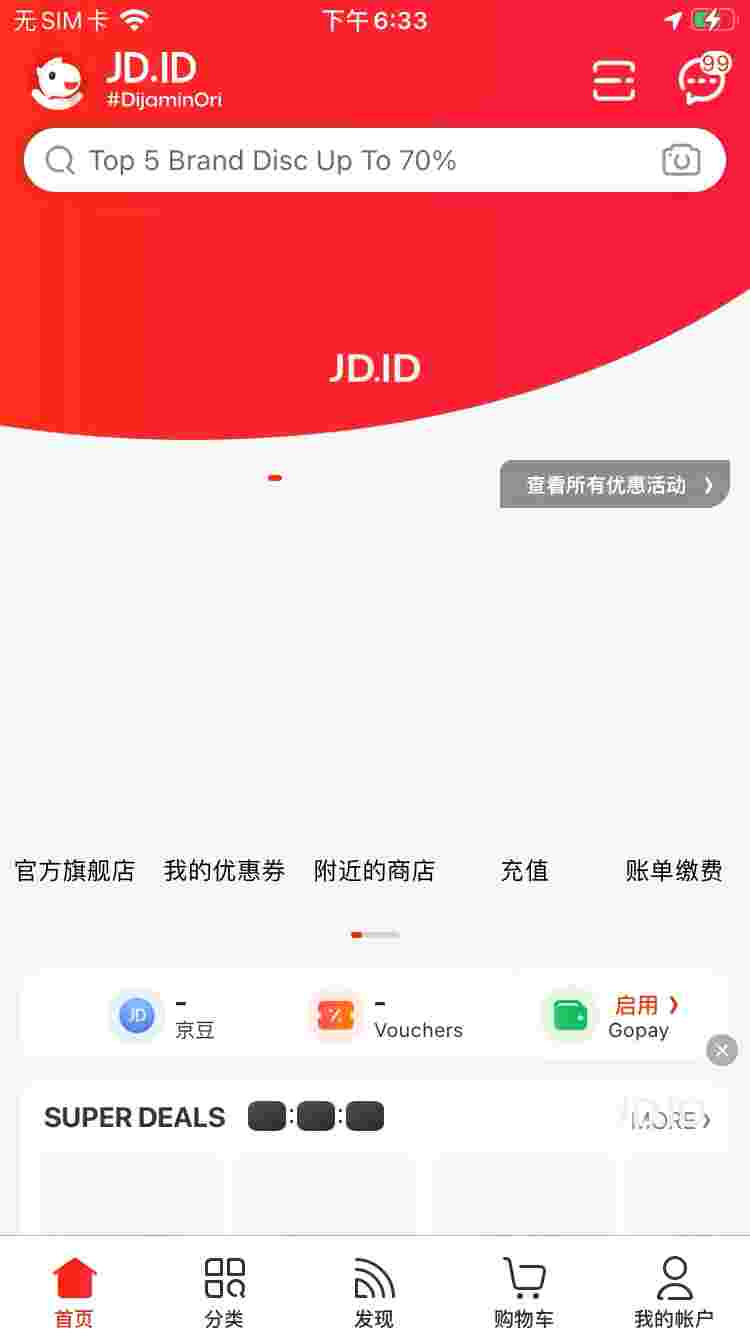 无SIM卡 下午6:33
JD.ID 99
#DijaminOri
Top 5 Brand Disc Up To 70%
JD.ID
查看所有优惠活动
官方旗舰店 我的优惠券 附近的商店 充值 账单缴费
JD - - 启用
京豆 Vouchers Gopay
SUPER DEALS : : JD.ID
MORE
首页 分类 发现 购物车 我的帐户